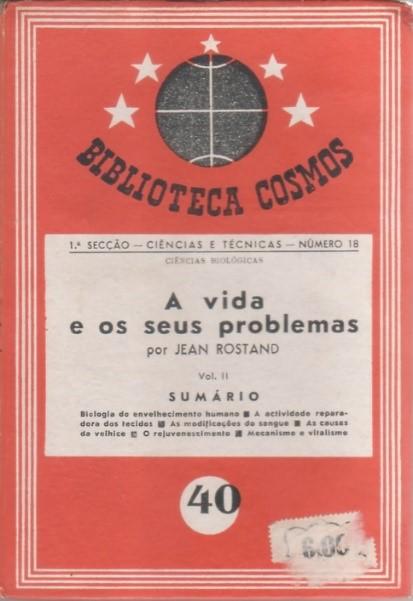 BIBLIOTECA COSMOS
1.ª SECÇÃO — CIÊNCIAS E TÉCNICAS — NÚMERO 18
CIÊNCIAS BIOLÓGICAS
A vida
e os seus problemas
por JEAN ROSTAND
Vol. II
SUMÁRIO
Biologia do envelhecimento humano ■ A actividade repara-
dora dos tecidos ■ As modificações do sangue ■ As causas
da velhice ■ O rejuvenescimento ■ Mecanismo e vitalismo
40